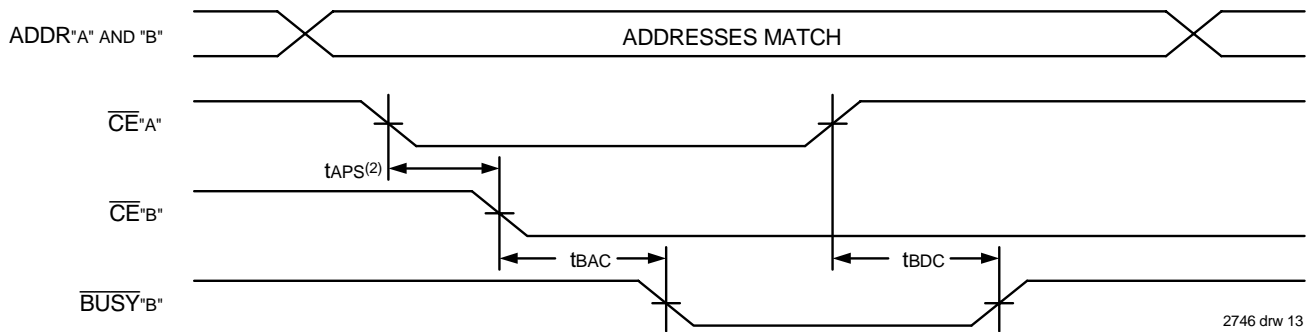 ADDR"A" AND "B"
ADDRESSES MATCH
CE"A"
tAPS(2)
CE"B"
tBAC
tBDC
BUSY"B"
2746 drw 13